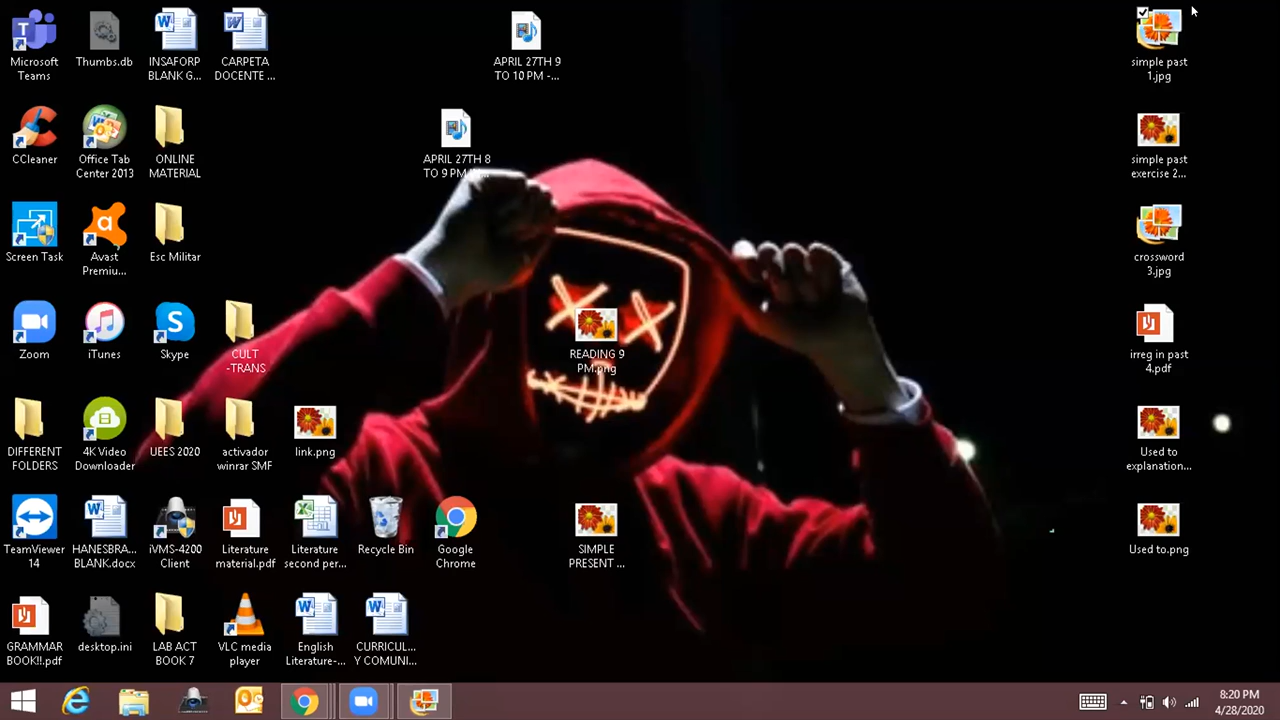 Microsoft
Teams
Thumbs.db
INSAFORP
BLANK G...
CARPETA
DOCENTE ...
APRIL 27TH 9
TO 10 PM -...
simple past
1.jpg
CCleaner
Office Tab
Center 2013
ONLINE
MATERIAL
APRIL 27TH 8
simple past
exercise 2...
Screen Task
Avast
Premiu...
Esc Militar
crossword
3.jpg
Zoom
iTunes
Skype
CULT
-TRANS
READING 9
PM.png
irreg in past
4.pdf
DIFFERENT
FOLDERS
4K Video
Downloader
UEES 2020
activador
winrar SMF
link.png
Used to
explanation...
TeamViewer
14
HANESBRA...
BLANK.docx
iVMS-4200
Client
Literature
material.pdf
Literature
second per...
Recycle Bin
Google
Chrome
SIMPLE
PRESENT ...
Used to.png
GRAMMAR
BOOK!!.pdf
desktop.ini
LAB ACT
BOOK 7
VLC media
player
English
Literature-...
CURRICUL...
Y COMUNI...
8:20 PM
4/28/2020